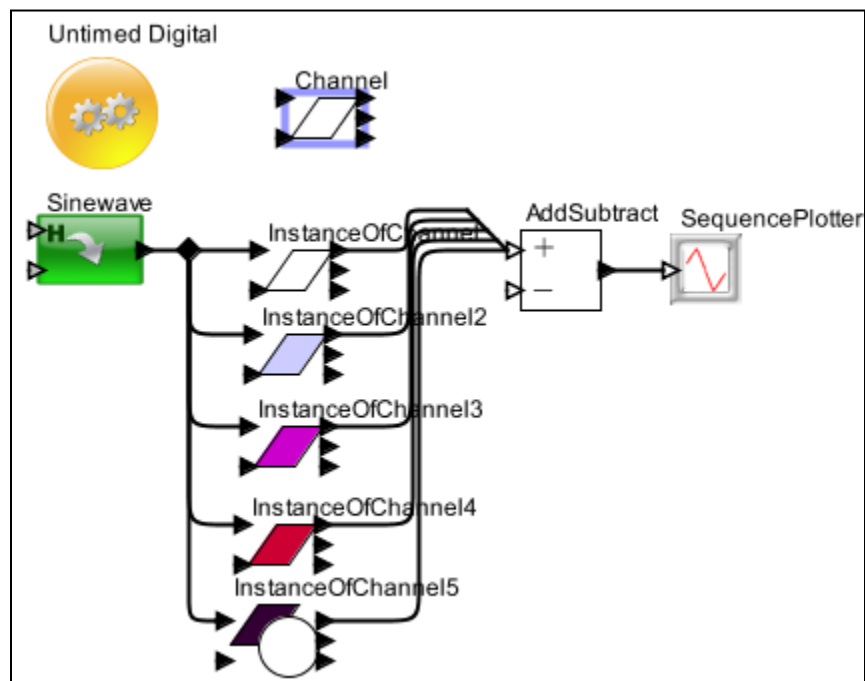 Untimed Digital
Channel
Sinewave
H
InstanceOfChannel
AddSubtract
SequencePlotter
+
−
InstanceOfChannel2
InstanceOfChannel3
InstanceOfChannel4
InstanceOfChannel5